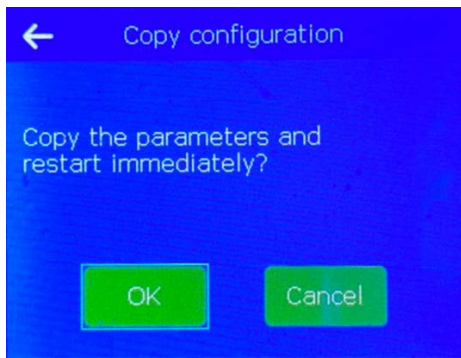 Copy configuration
Copy the parameters and
restart immediately?
OK
Cancel